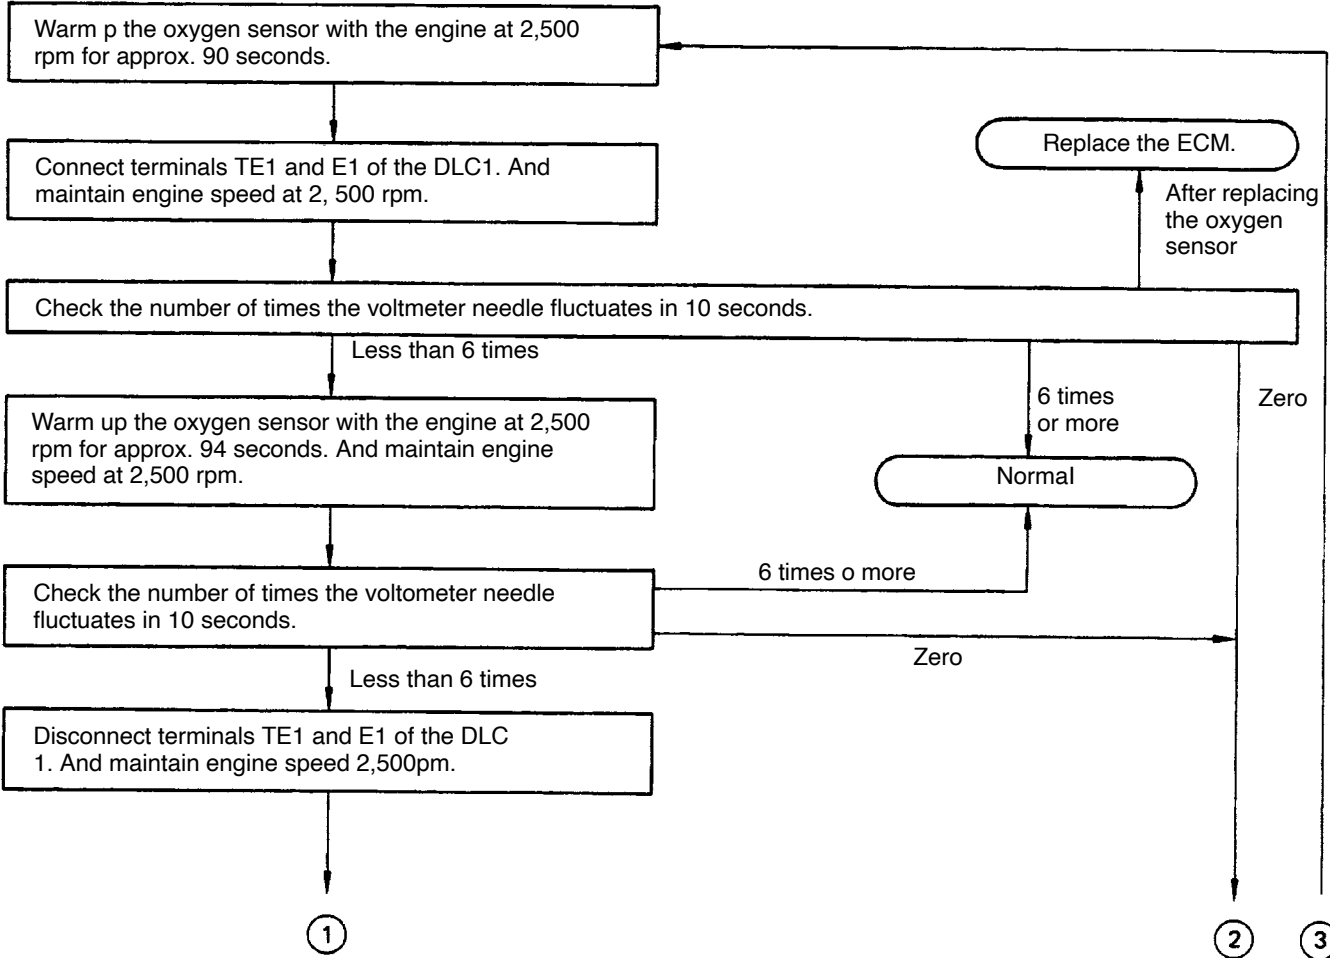 Warm p the oxygen sensor with the engine at 2,500
rpm for approx. 90 seconds.
Replace the ECM.
Connect terminals TE1 and E1 of the DLC1. And
maintain engine speed at 2, 500 rpm.
After replacing
the oxygen
sensor
Check the number of times the voltmeter needle fluctuates in 10 seconds.
Less than 6 times
6 times
or more
Zero
Warm up the oxygen sensor with the engine at 2,500
rpm for approx. 94 seconds. And maintain engine
speed at 2,500 rpm.
Normal
Check the number of times the voltometer needle
fluctuates in 10 seconds.
6 times o more
Zero
Less than 6 times
Disconnect terminals TE1 and E1 of the DLC
1. And maintain engine speed 2,500pm.
1
2
3